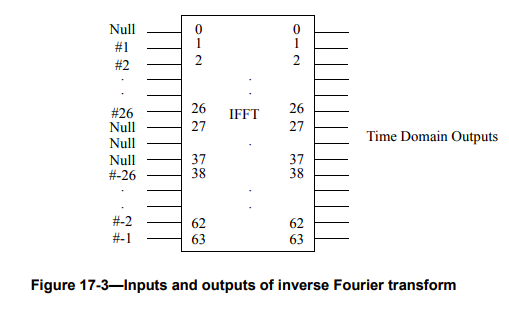 Null 0 0
#1 1 1
#2 2 2
. . .
. .
#26 26 IFFT 26
Null 27 27
Null . Time Domain Outputs
Null 37 37
#-26 38 38
. .
. .
#-2 62 62
#-1 63 63
Figure 17-3—Inputs and outputs of inverse Fourier transform